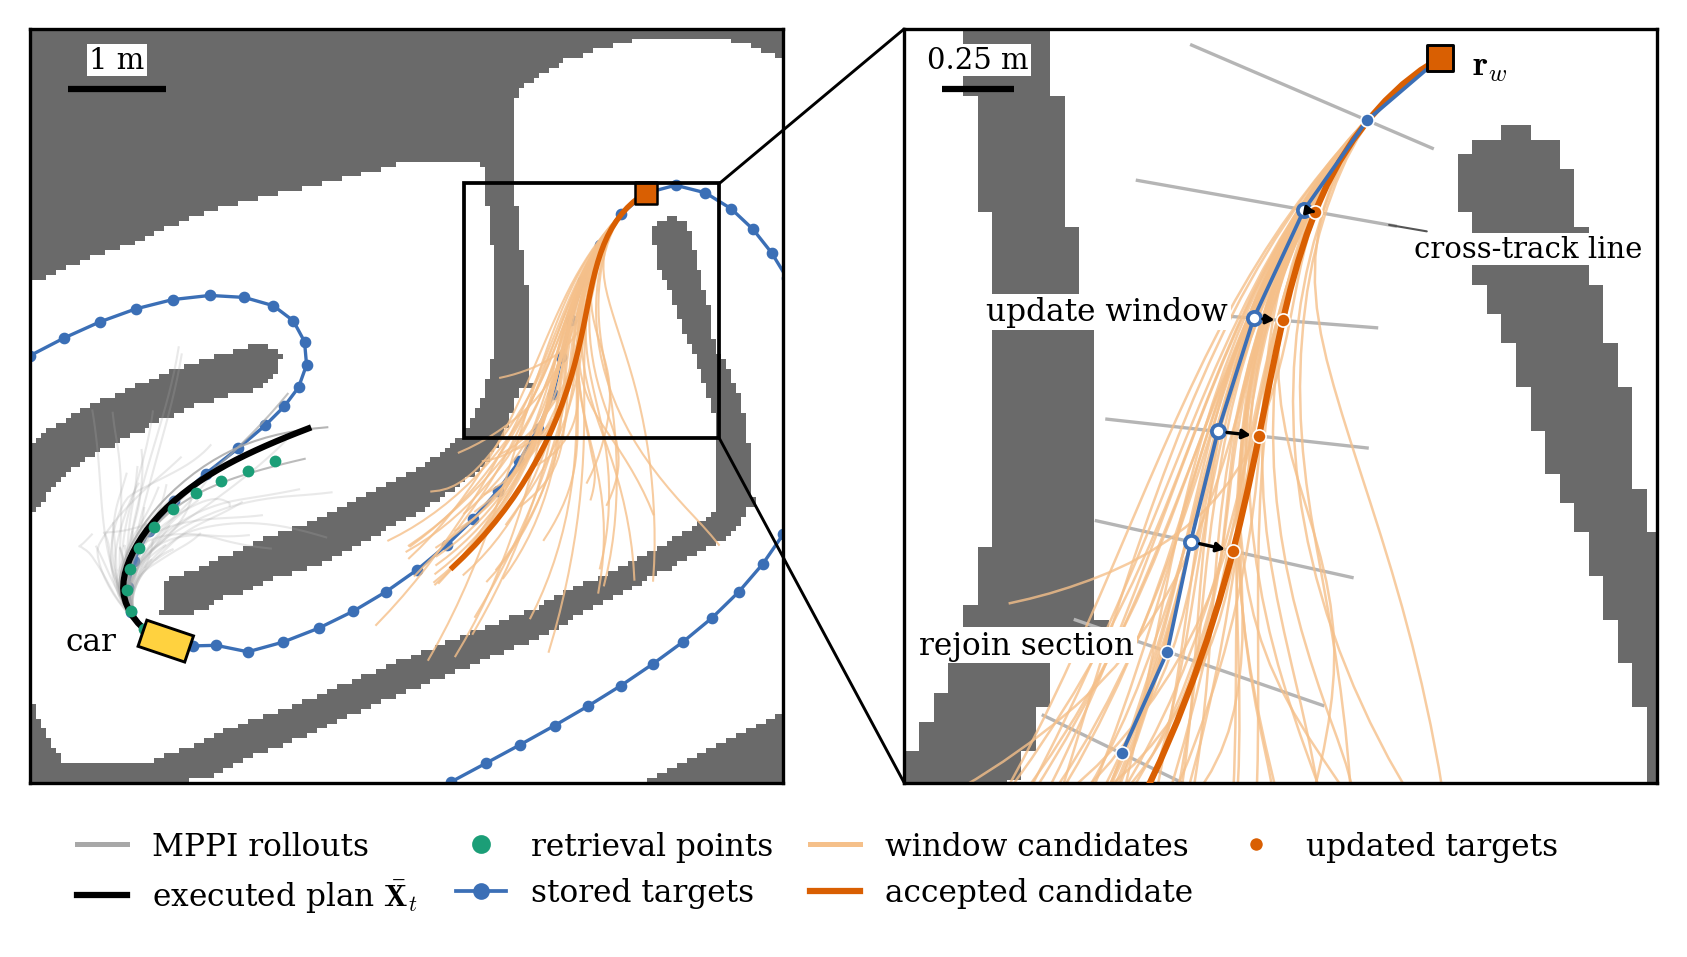 1 m
car
0.25 m
𝐫_w
cross-track line
update window
rejoin section
MPPI rollouts
executed plan 𝐗̄_t
retrieval points
stored targets
window candidates
accepted candidate
updated targets